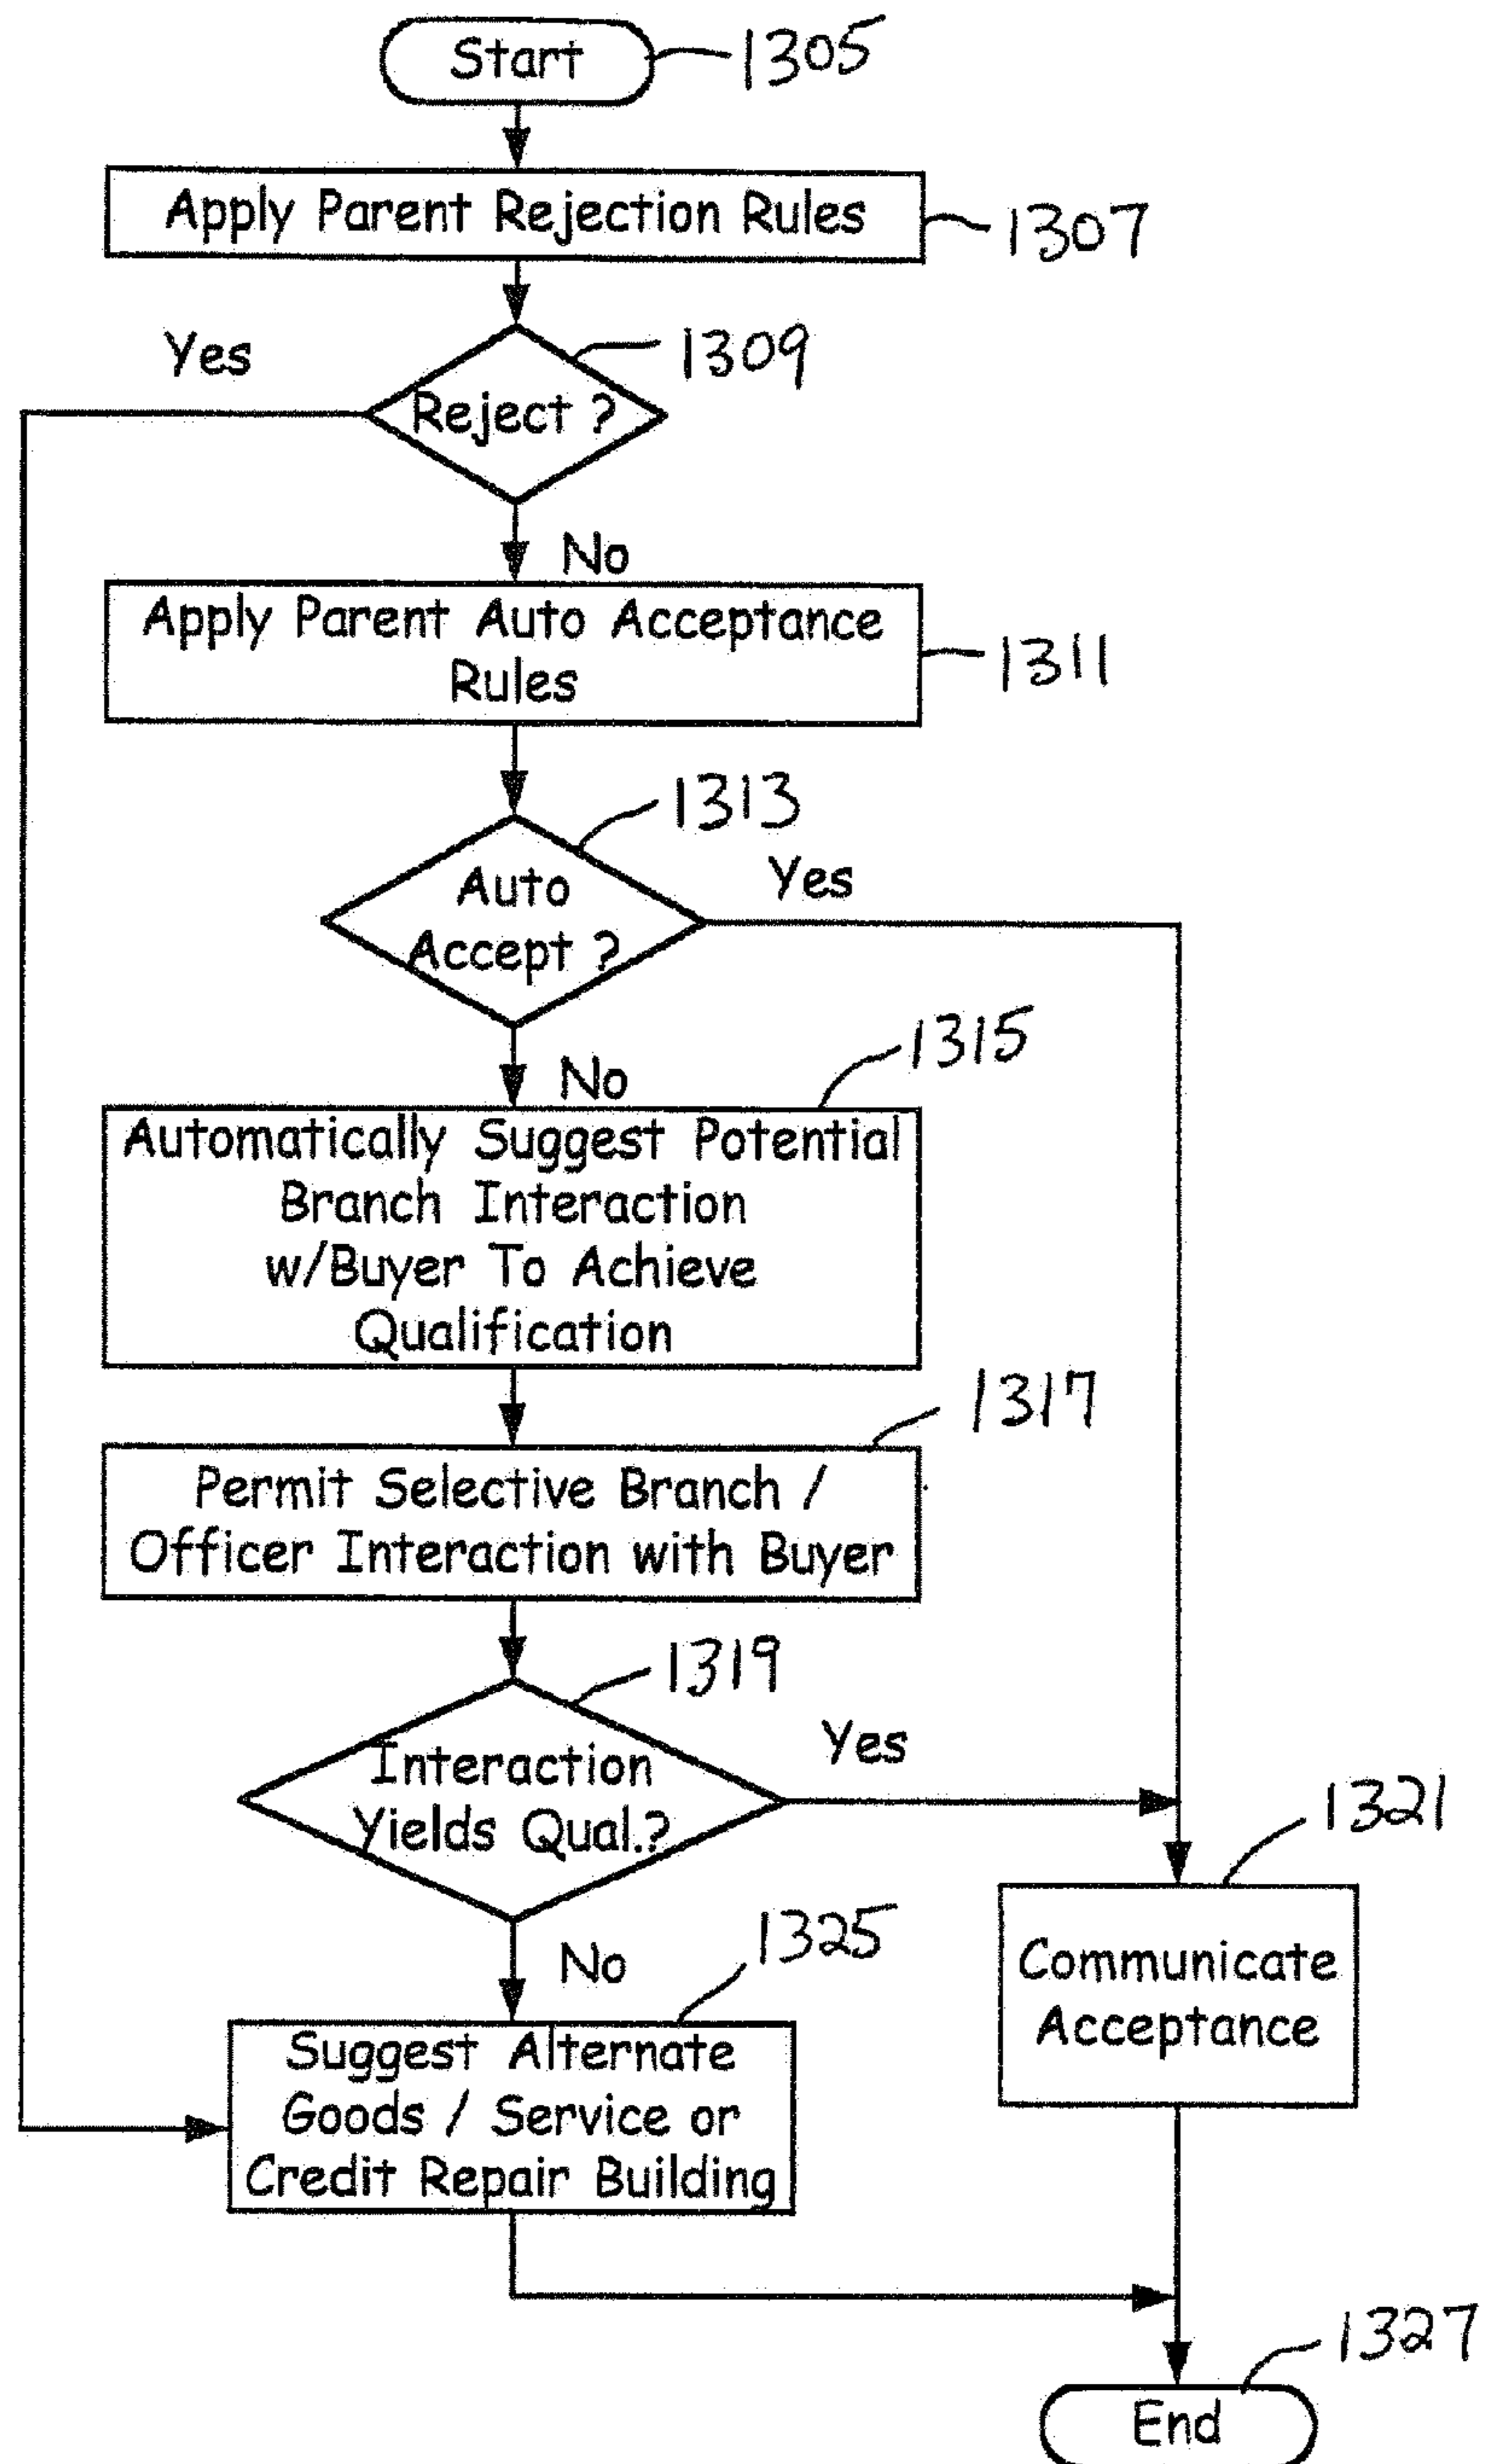 Start
1305
Apply Parent Rejection Rules
1307
Yes
1309
Reject ?
No
Apply Parent Auto Acceptance
Rules
1311
1313
Yes
Auto
Accept ?
No
1315
Automatically Suggest Potential
Branch Interaction
w/Buyer To Achieve
Qualification
1317
Permit Selective Branch /
Officer Interaction with Buyer
1319
Interaction
Yields Qual.?
Yes
1321
No
1325
Communicate
Acceptance
Suggest Alternate
Goods / Service or
Credit Repair Building
1327
End